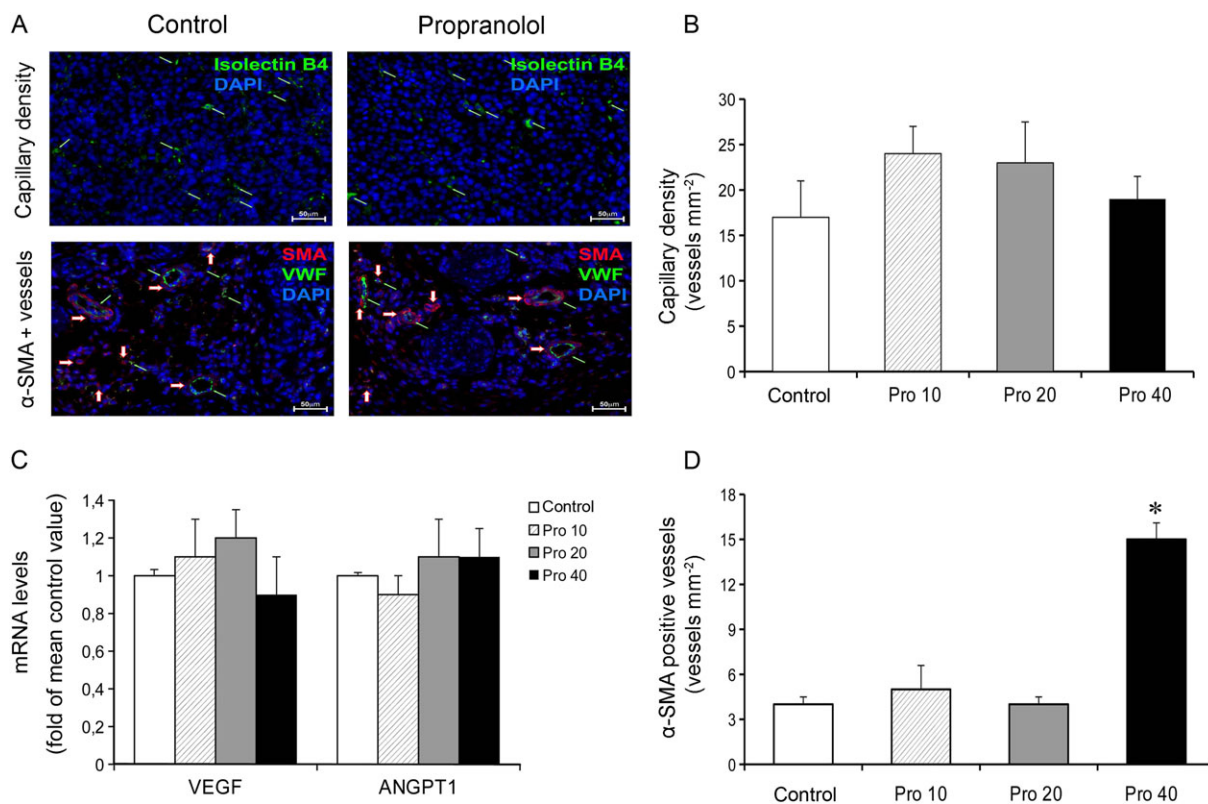 A
Control
Propranolol
Capillary density
Isolectin B4
DAPI
50µm
Isolectin B4
DAPI
50µm
α-SMA+ vessels
SMA
VWF
DAPI
50µm
SMA
VWF
DAPI
50µm
B
Capillary density
(vessels mm⁻²)
30
25
20
15
10
5
0
Control Pro 10 Pro 20 Pro 40
C
mRNA levels
(fold of mean control value)
1,4
1,2
1
0,8
0,6
0,4
0,2
0
VEGF ANGPT1
Control
Pro 10
Pro 20
Pro 40
D
α-SMA positive vessels
(vessels mm⁻²)
18
15
12
9
6
3
0
*
Control Pro 10 Pro 20 Pro 40